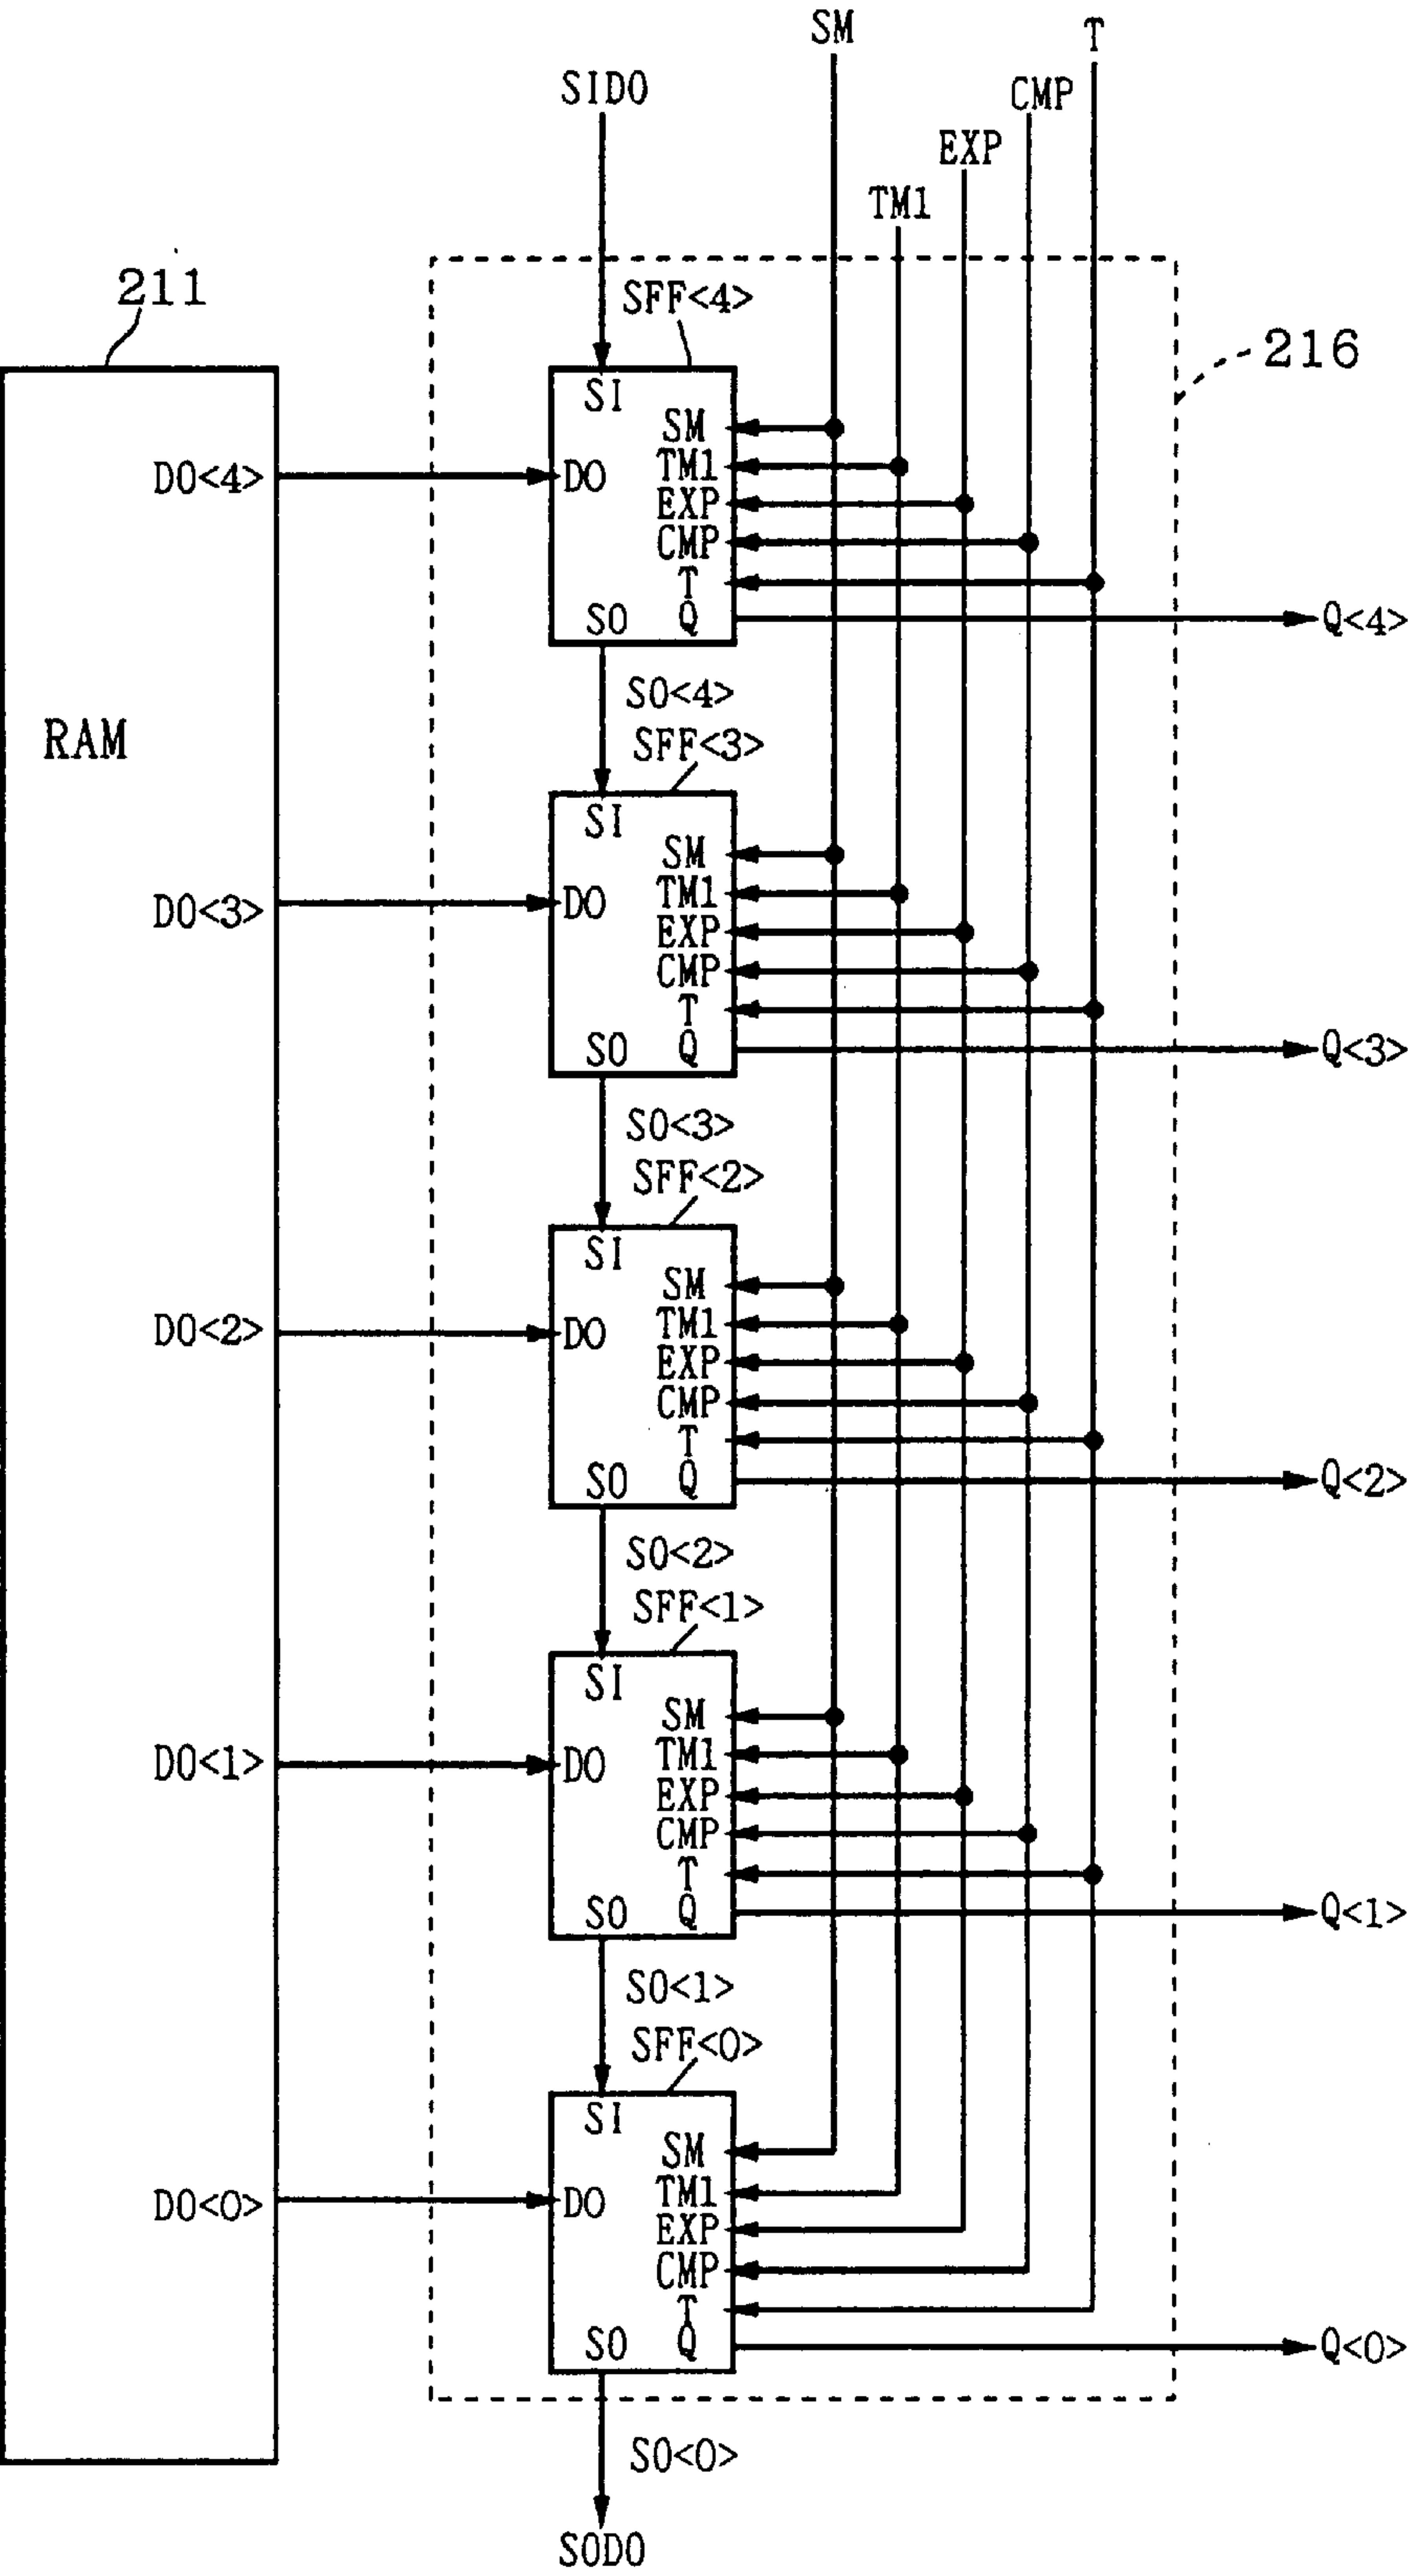 SM
T
SIDO
CMP
EXP
TM1
211
SFF<4>
216
SI
SM
DO<4>
DO
TM1
EXP
CMP
T
SO
Q
Q<4>
SO<4>
RAM
SFF<3>
SI
SM
DO<3>
DO
TM1
EXP
CMP
T
SO
Q
Q<3>
SO<3>
SFF<2>
SI
SM
DO<2>
DO
TM1
EXP
CMP
T
SO
Q
Q<2>
SO<2>
SFF<1>
SI
SM
DO<1>
DO
TM1
EXP
CMP
T
SO
Q
Q<1>
SO<1>
SFF<0>
SI
SM
DO<0>
DO
TM1
EXP
CMP
T
SO
Q
Q<0>
SO<0>
SODO